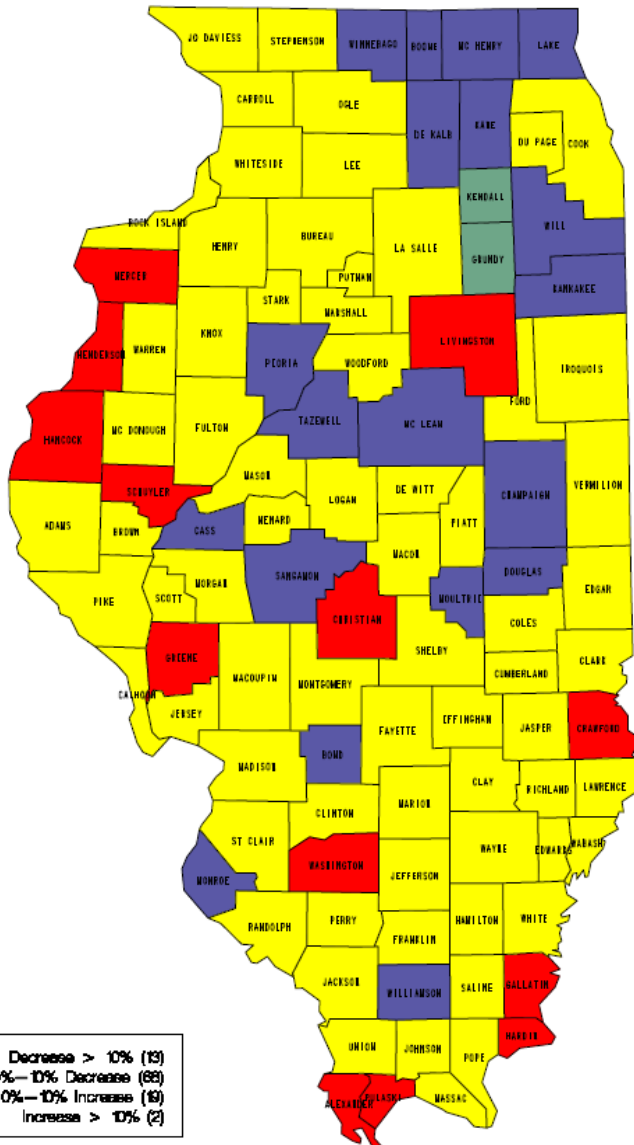 JO DAVIESS
STEPHENSON
WINNEBAGO
BOONE
MC HENRY
LAKE
CARROLL
OGLE
DE KALB
KANE
DU PAGE
COOK
WHITESIDE
LEE
KENDALL
ROCK ISLAND
HENRY
BUREAU
LA SALLE
WILL
GRUNDY
MERCER
PUTNAM
KANKAKEE
STARK
MARSHALL
KNOX
LIVINGSTON
HENDERSON
WARREN
PEORIA
WOODFORD
IROQUOIS
FORD
HANCOCK
MC DONOUGH
FULTON
TAZEWELL
MC LEAN
MASON
SCHUYLER
LOGAN
DE WITT
CHAMPAIGN
VERMILION
ADAMS
BROWN
CASS
MENARD
PIATT
MACON
MORGAN
SANGAMON
DOUGLAS
PIKE
SCOTT
MOULTRIE
EDGAR
CHRISTIAN
COLES
GREENE
SHELBY
MACOUPIN
MONTGOMERY
CUMBERLAND
CLARK
CALHOUN
JERSEY
FAYETTE
EFFINGHAM
JASPER
CRAWFORD
MADISON
BOND
CLAY
RICHLAND
LAWRENCE
CLINTON
MARION
ST CLAIR
WAYNE
EDWARDS
WABASH
WASHINGTON
JEFFERSON
MONROE
RANDOLPH
PERRY
HAMILTON
WHITE
FRANKLIN
JACKSON
WILLIAMSON
SALINE
GALLATIN
HARDIN
UNION
JOHNSON
POPE
ALEXANDER
PULASKI
MASSAC
Decrease > 10% (13)
%-10% Decrease (68)
0%-10% Increase (19)
Increase > 10% (2)